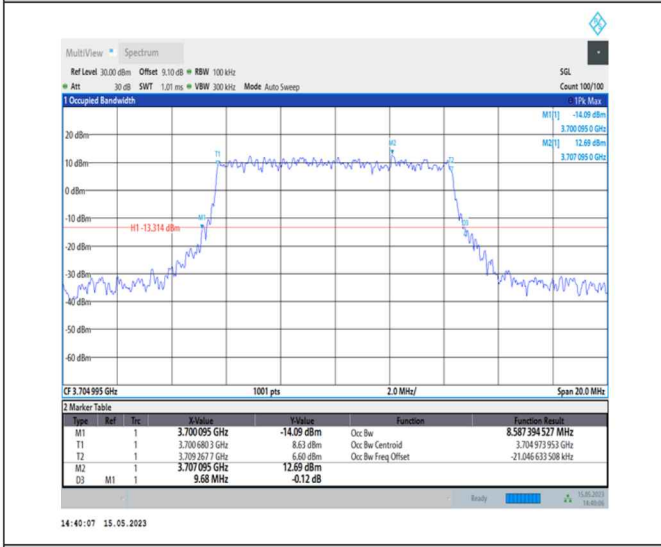 MultiView Spectrum
Ref Level 30.00 dBm Offset 9.10 dB RBW 100 kHz SGL
Att 30 dB SWT 1.01 ms VBW 300 kHz Mode Auto Sweep Count 100/100
1 Occupied Bandwidth 1Pk Max
M1[1] -14.09 dBm
3.700 095 0 GHz
M2[1] 12.69 dBm
3.707 095 0 GHz
20 dBm
M2
T1
T2
10 dBm
0 dBm
-10 dBm
M1
D3
H1 -13.314 dBm
-20 dBm
-30 dBm
-40 dBm
-50 dBm
-60 dBm
CF 3.704 995 GHz 1001 pts 2.0 MHz/ Span 20.0 MHz
2 Marker Table
Type Ref Trc X-Value Y-Value Function Function Result
M1 1 3.700 095 GHz -14.09 dBm Occ Bw 8.587 394 527 MHz
T1 1 3.700 680 3 GHz 8.63 dBm Occ Bw Centroid 3.704 973 953 GHz
T2 1 3.709 267 7 GHz 6.60 dBm Occ Bw Freq Offset -21.046 633 508 kHz
M2 1 3.707 095 GHz 12.69 dBm
D3 M1 1 9.68 MHz -0.12 dB
Ready 15.05.2023
14:40:06
14:40:07 15.05.2023